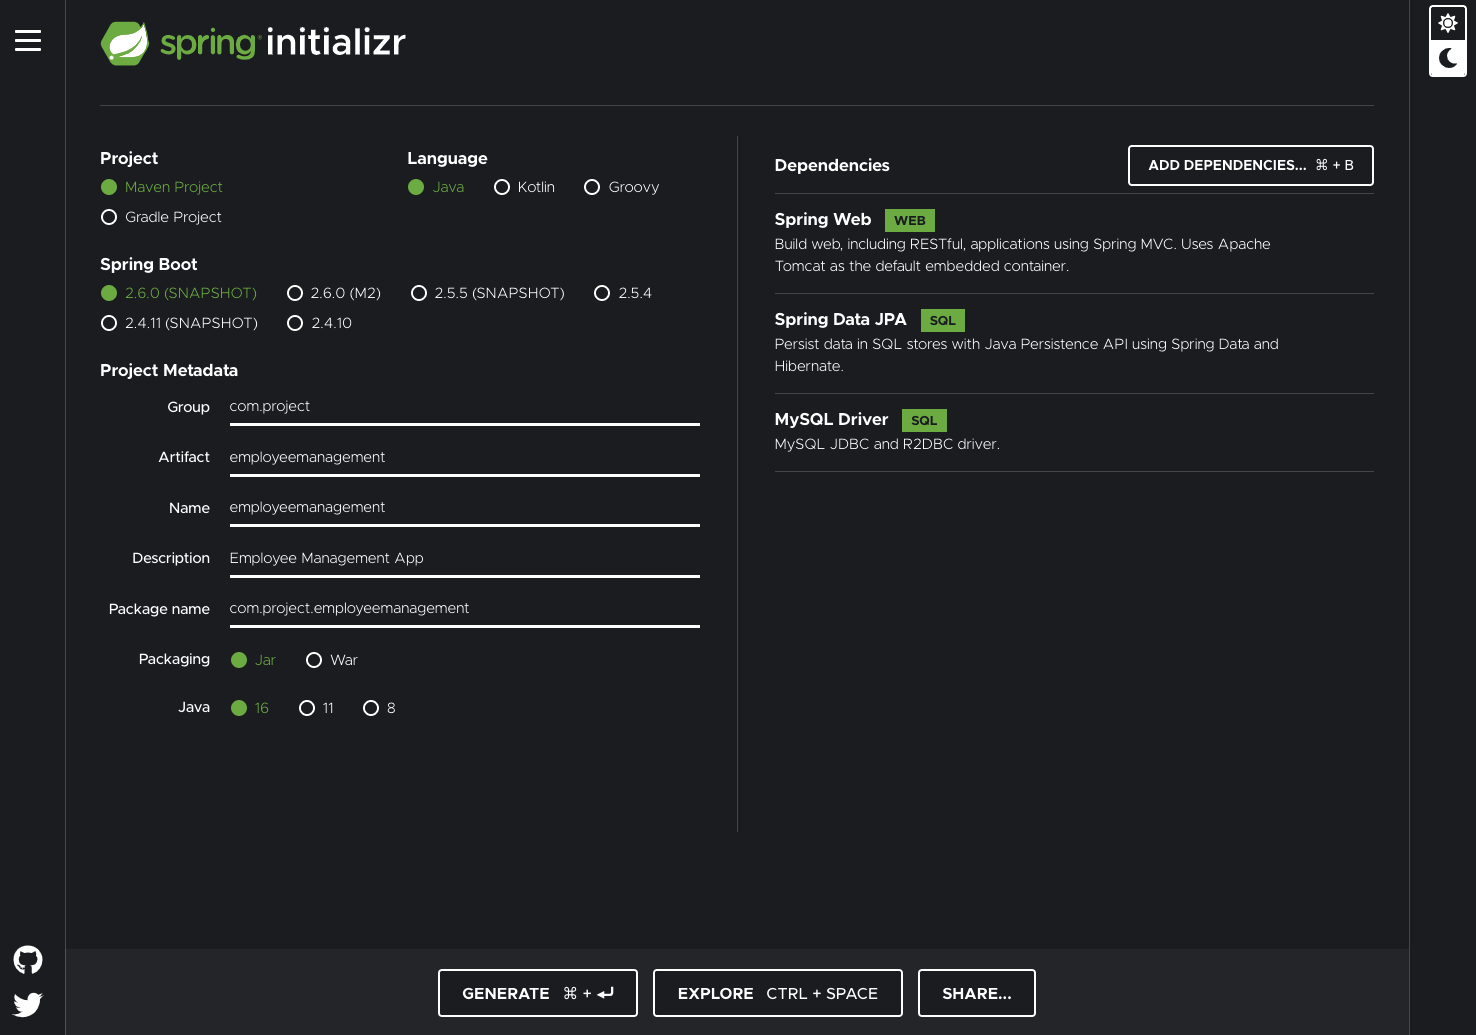 spring initializr
Project
Maven Project
Gradle Project
Language
Java Kotlin Groovy
Spring Boot
2.6.0 (SNAPSHOT) 2.6.0 (M2) 2.5.5 (SNAPSHOT) 2.5.4
2.4.11 (SNAPSHOT) 2.4.10
Project Metadata
Group com.project
Artifact employeemanagement
Name employeemanagement
Description Employee Management App
Package name com.project.employeemanagement
Packaging Jar War
Java 16 11 8
Dependencies ADD DEPENDENCIES... ⌘ + B
Spring Web WEB
Build web, including RESTful, applications using Spring MVC. Uses Apache
Tomcat as the default embedded container.
Spring Data JPA SQL
Persist data in SQL stores with Java Persistence API using Spring Data and
Hibernate.
MySQL Driver SQL
MySQL JDBC and R2DBC driver.
GENERATE ⌘ + ⏎ EXPLORE CTRL + SPACE SHARE...